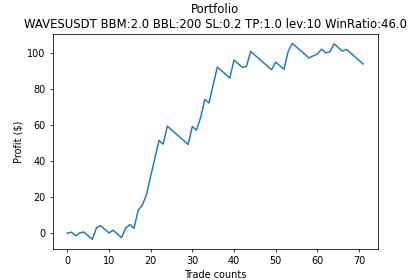 Portfolio
WAVESUSDT BBM:2.0 BBL:200 SL:0.2 TP:1.0 lev:10 WinRatio:46.0
Profit ($)
100
80
60
40
20
0
0 10 20 30 40 50 60 70
Trade counts